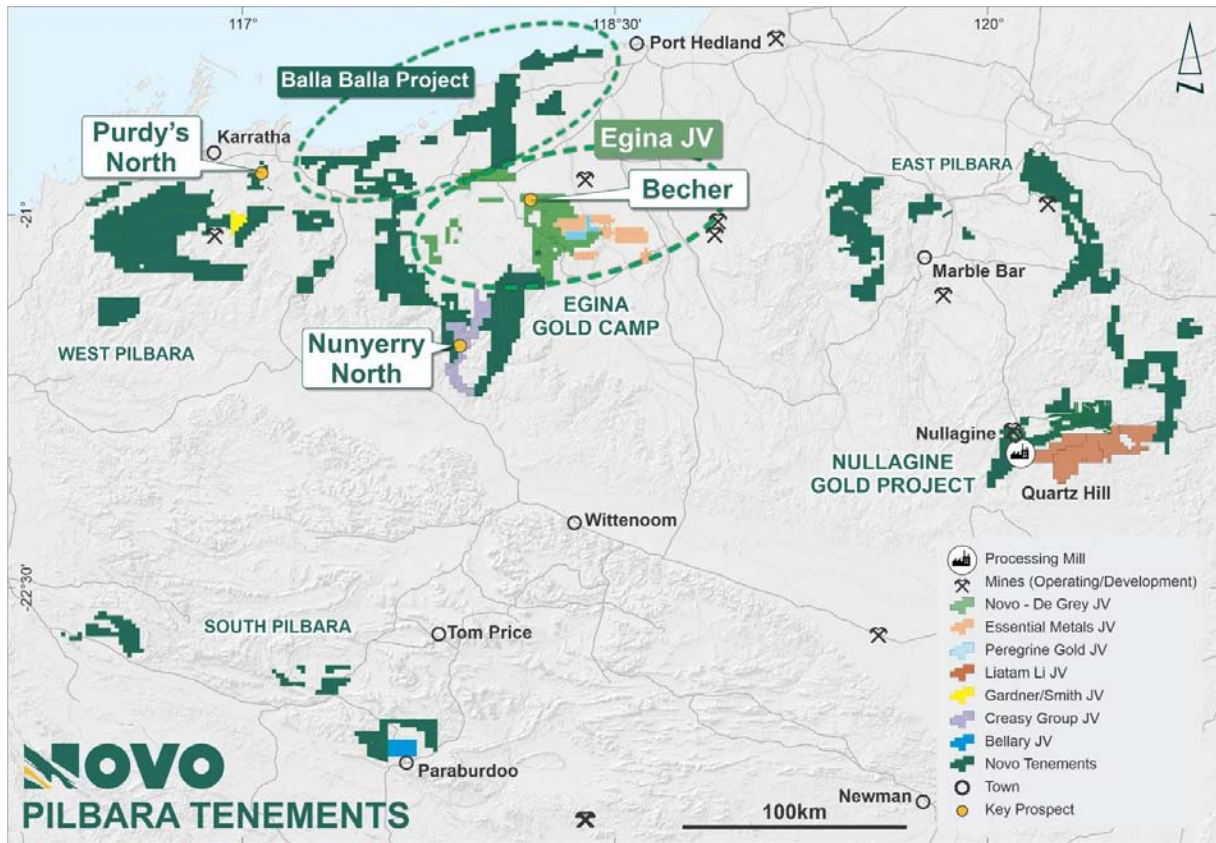 117°
118°30'
120°
Port Hedland
Balla Balla Project
Purdy's
North
Karratha
Egina JV
Becher
EAST PILBARA
-21°
Marble Bar
EGINA
GOLD CAMP
WEST PILBARA
Nunyerry
North
Nullagine
NULLAGINE
GOLD PROJECT
Quartz Hill
Wittenoom
-22°30'
SOUTH PILBARA
Tom Price
Paraburdoo
Newman
Processing Mill
Mines (Operating/Development)
Novo - De Grey JV
Essential Metals JV
Peregrine Gold JV
Liatam Li JV
Gardner/Smith JV
Creasy Group JV
Bellary JV
Novo Tenements
Town
Key Prospect
NOVO
PILBARA TENEMENTS
100km
N